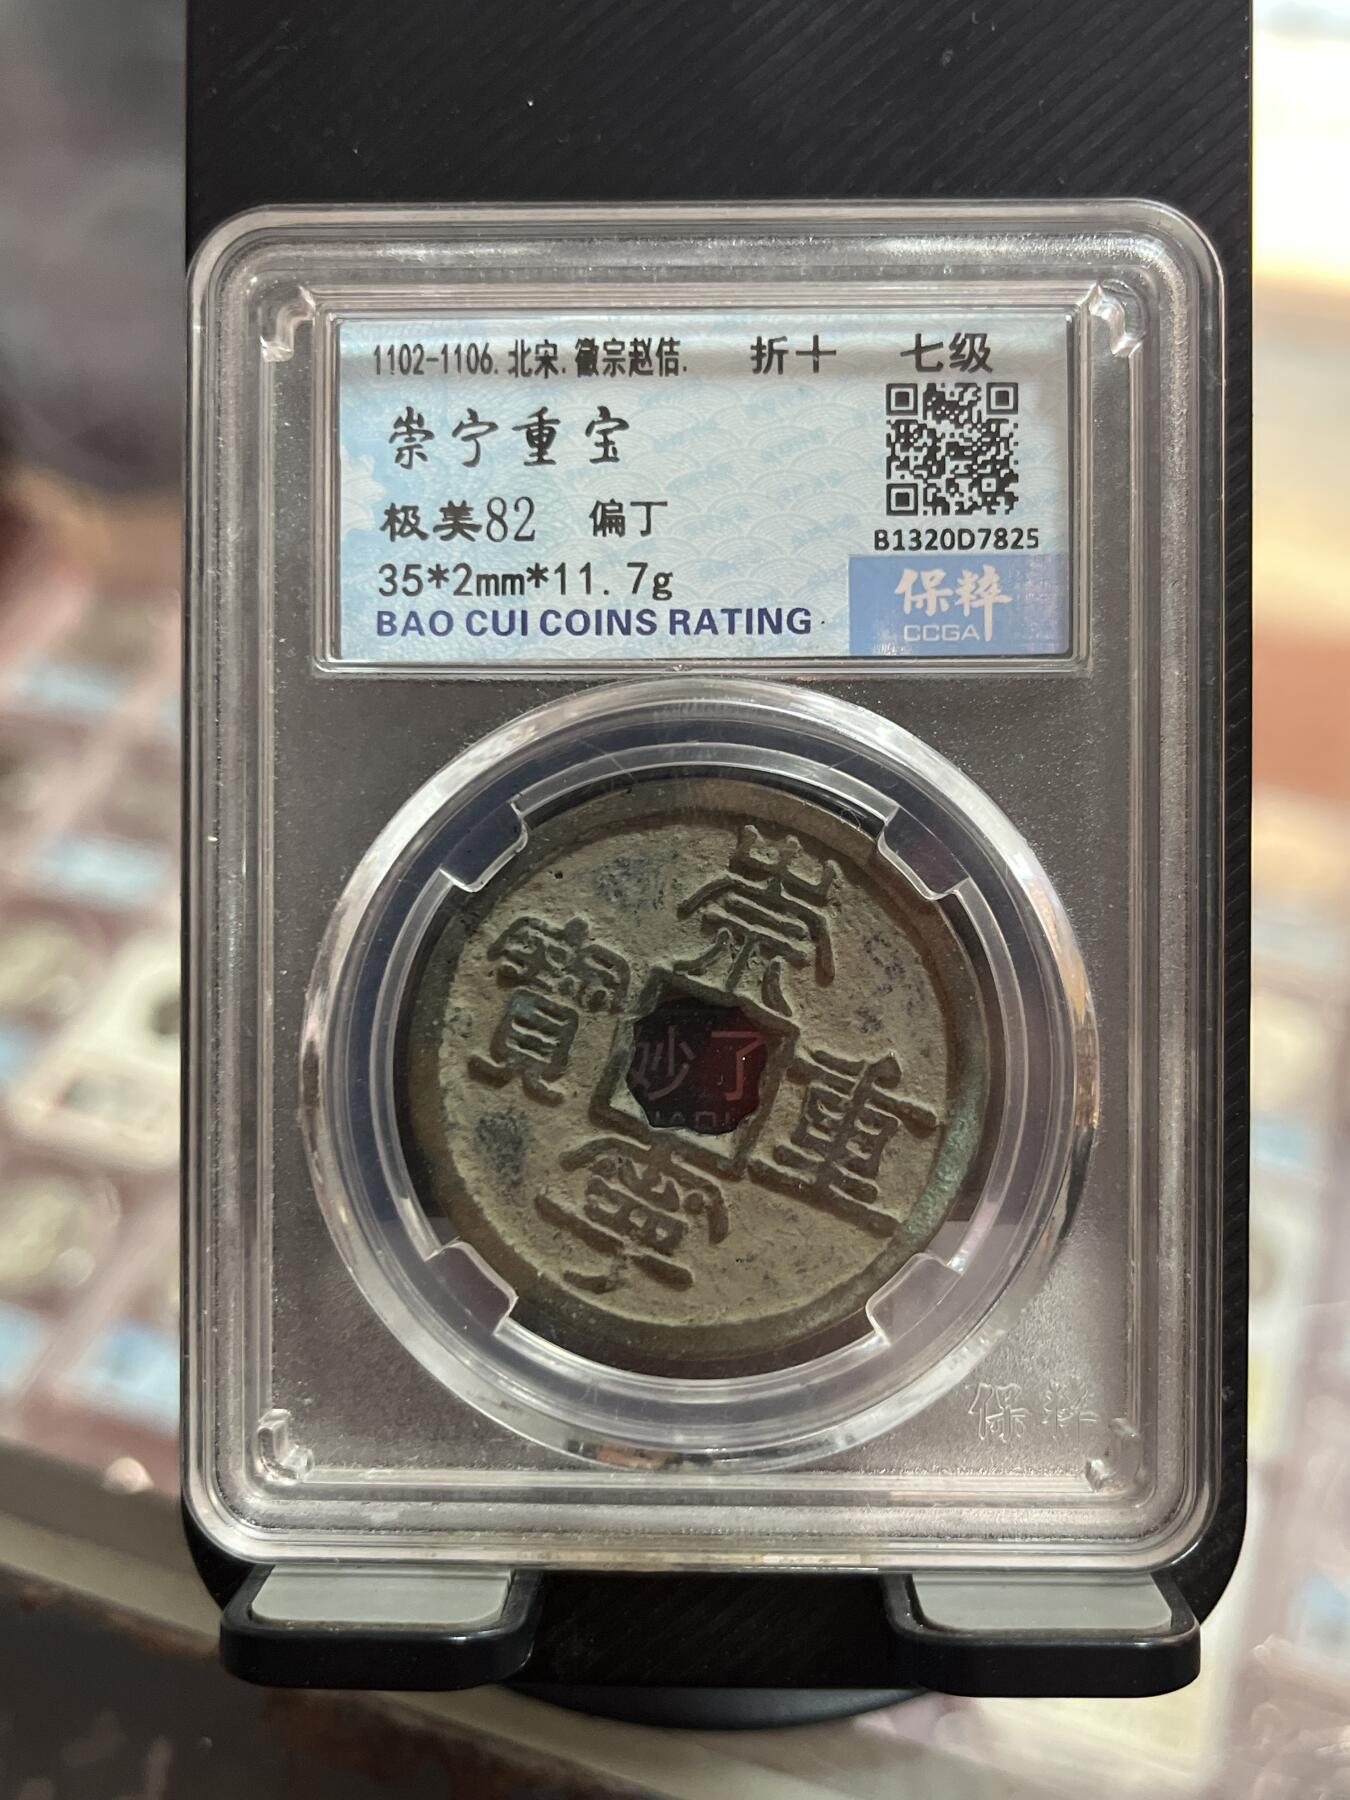 1102-1106.北宋.徽宗赵佶. 折十 七级
崇宁重宝
极美82 偏丁
35*2mm*11.7g
BAO CUI COINS RATING
B1320D7825
保粹
CCGA
崇
重
寶
寧
妙了
保粹